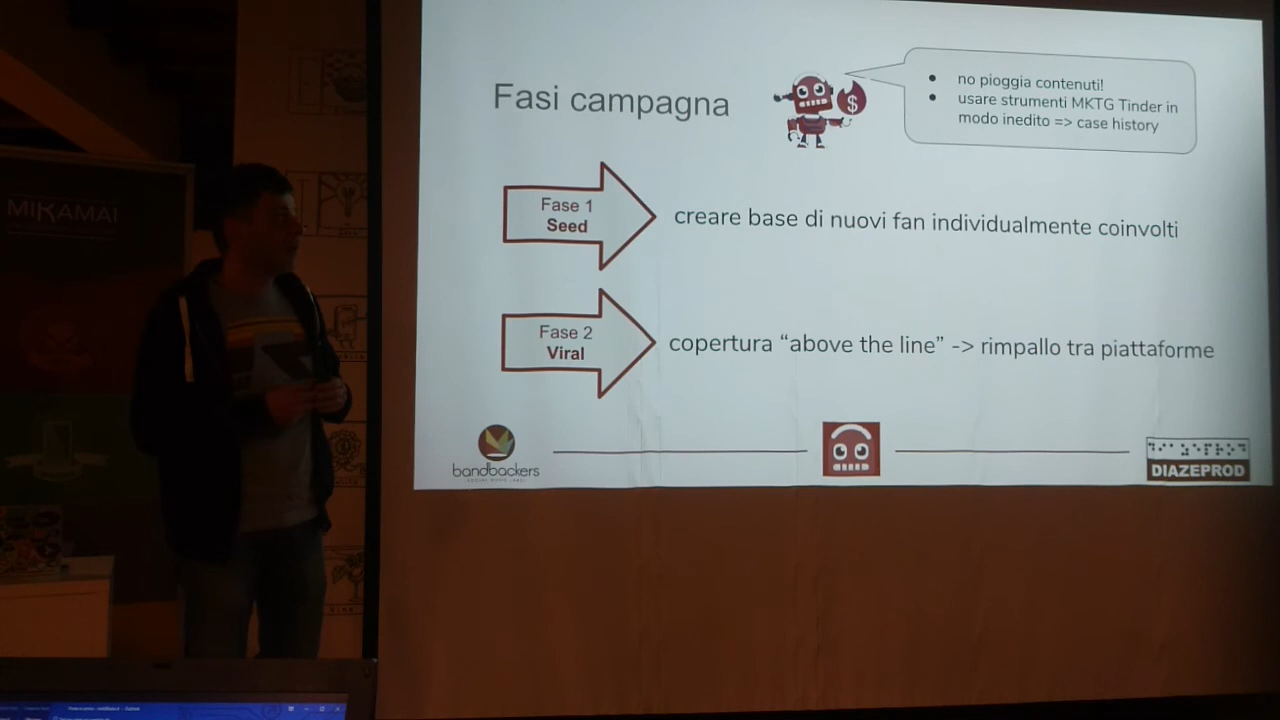 MIKAMAI
Fasi campagna
no pioggia contenuti!
usare strumenti MKTG Tinder in
modo inedito => case history
$
Fase 1
Seed
creare base di nuovi fan individualmente coinvolti
Fase 2
Viral
copertura “above the line” -> rimpallo tra piattaforme
bandbackers
DIAZEPROD